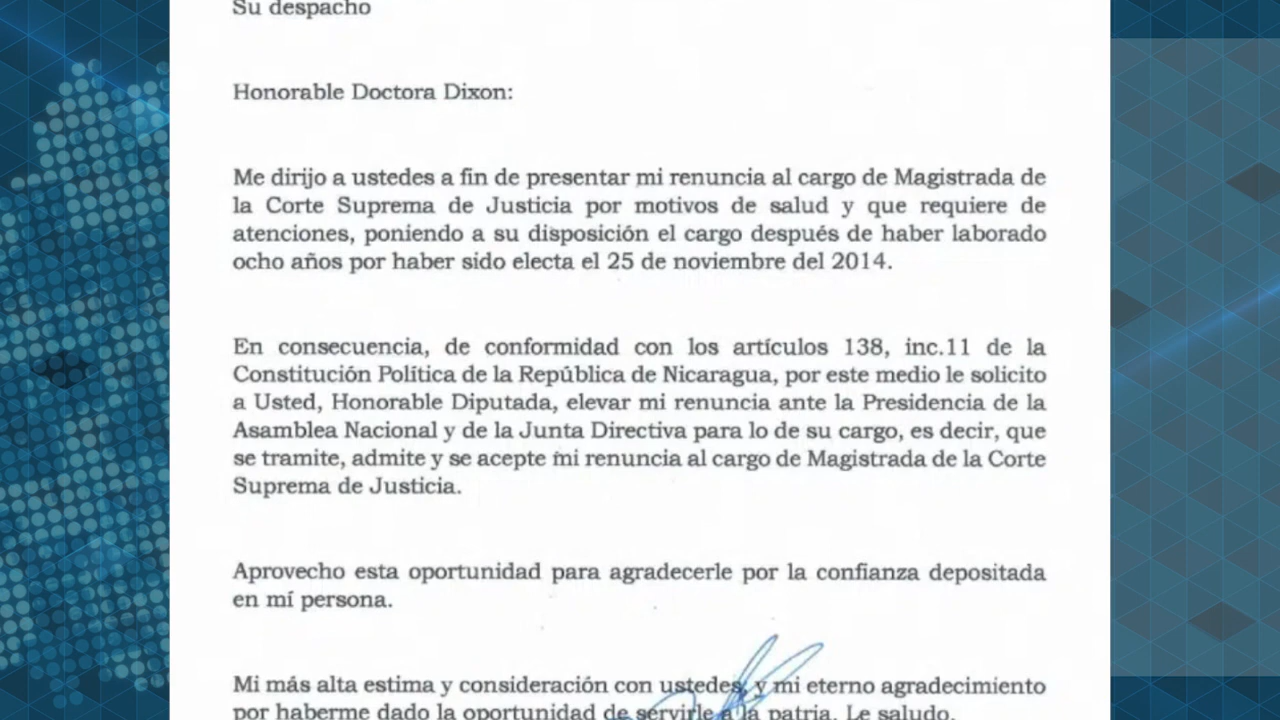 Su despacho
Honorable Doctora Dixon:
Me dirijo a ustedes a fin de presentar mi renuncia al cargo de Magistrada de
la Corte Suprema de Justicia por motivos de salud y que requiere de
atenciones, poniendo a su disposición el cargo después de haber laborado
ocho años por haber sido electa el 25 de noviembre del 2014.
En consecuencia, de conformidad con los artículos 138, inc.11 de la
Constitución Política de la República de Nicaragua, por este medio le solicito
a Usted, Honorable Diputada, elevar mi renuncia ante la Presidencia de la
Asamblea Nacional y de la Junta Directiva para lo de su cargo, es decir, que
se tramite, admite y se acepte mi renuncia al cargo de Magistrada de la Corte
Suprema de Justicia.
Aprovecho esta oportunidad para agradecerle por la confianza depositada
en mí persona.
Mi más alta estima y consideración con ustedes, y mi eterno agradecimiento
por haberme dado la oportunidad de servirle a la patria. Le saludo.